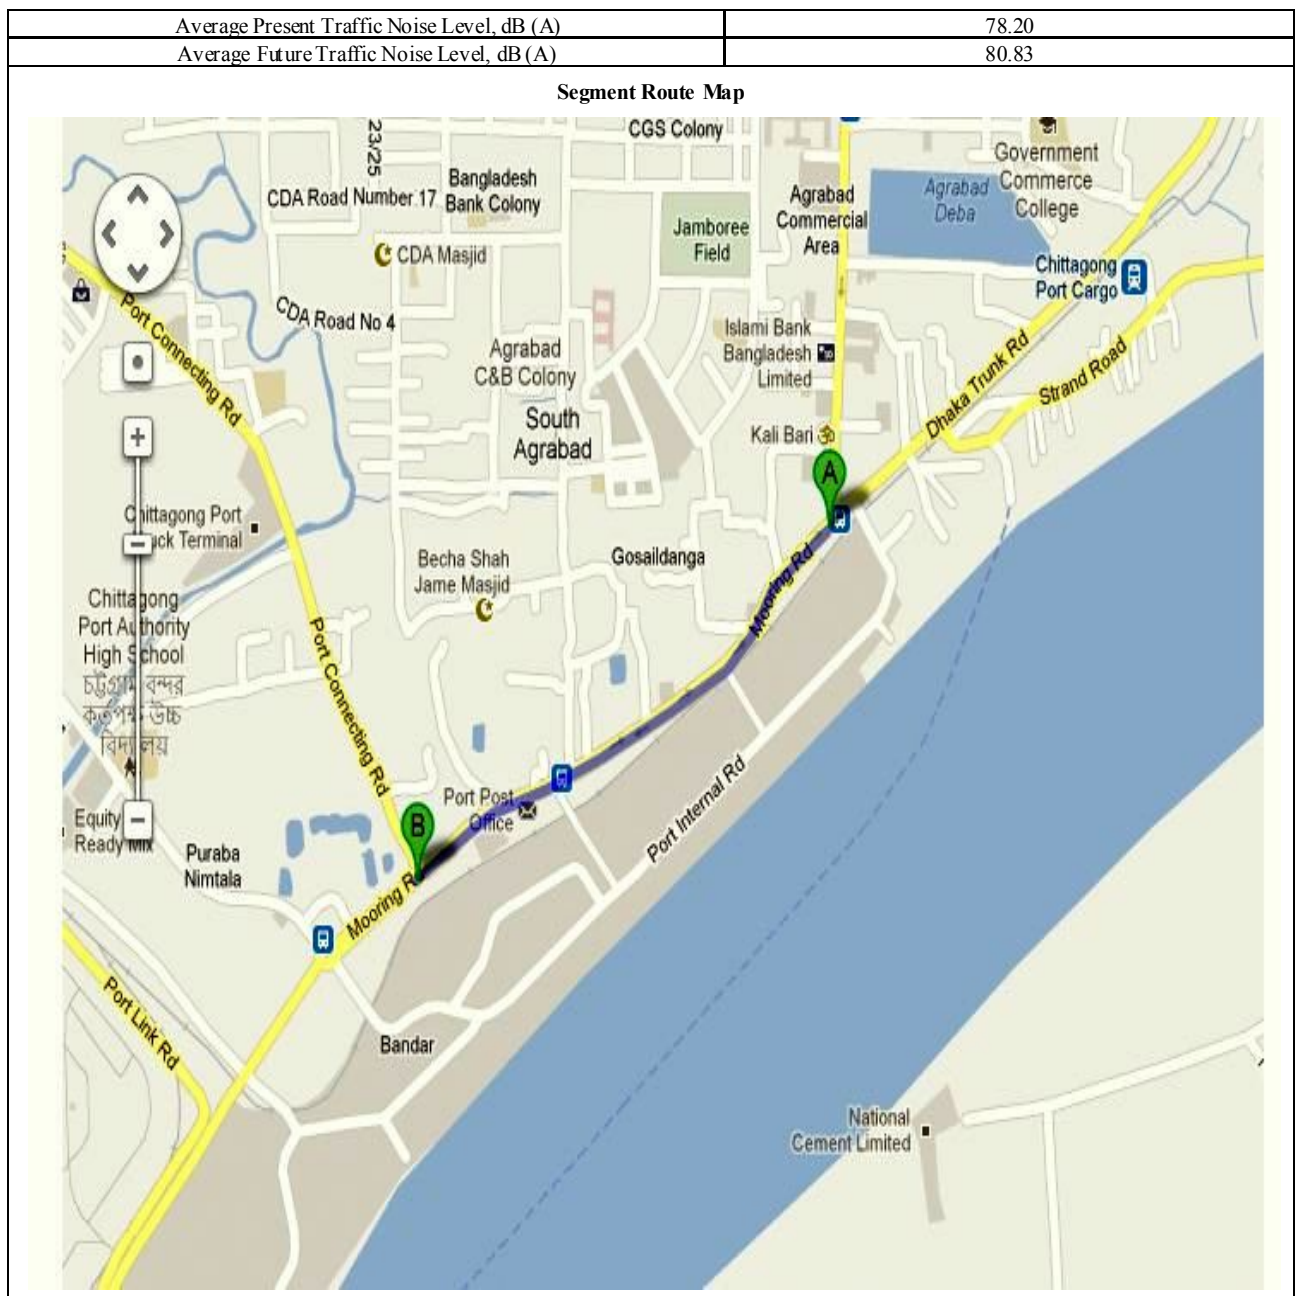 Average Present Traffic Noise Level, dB (A) 78.20
Average Future Traffic Noise Level, dB (A) 80.83
Segment Route Map
CGS Colony
23/25
Government
Commerce
College
Bangladesh
Bank Colony
CDA Road Number 17
Agrabad
Commercial
Area
Agrabad
Deba
Jamboree
Field
CDA Masjid
Chittagong
Port Cargo
Port Connecting Rd
CDA Road No 4
Islami Bank
Bangladesh
Limited
Agrabad
C&B Colony
Dhaka Trunk Rd
Strand Road
South
Agrabad
Kali Bari
A
Chittagong Port
uck Terminal
Becha Shah
Jame Masjid
Gosaildanga
Mooring Rd
Chittagong
Port Authority
High School
চট্টগ্রাম বন্দর
কর্তৃপক্ষ উচ্চ
বিদ্যালয়
Port Connecting Rd
Port Post
Office
B
Port Internal Rd
Equity
Ready Mix
Puraba
Nimtala
Mooring R
Port Link Rd
Bandar
National
Cement Limited